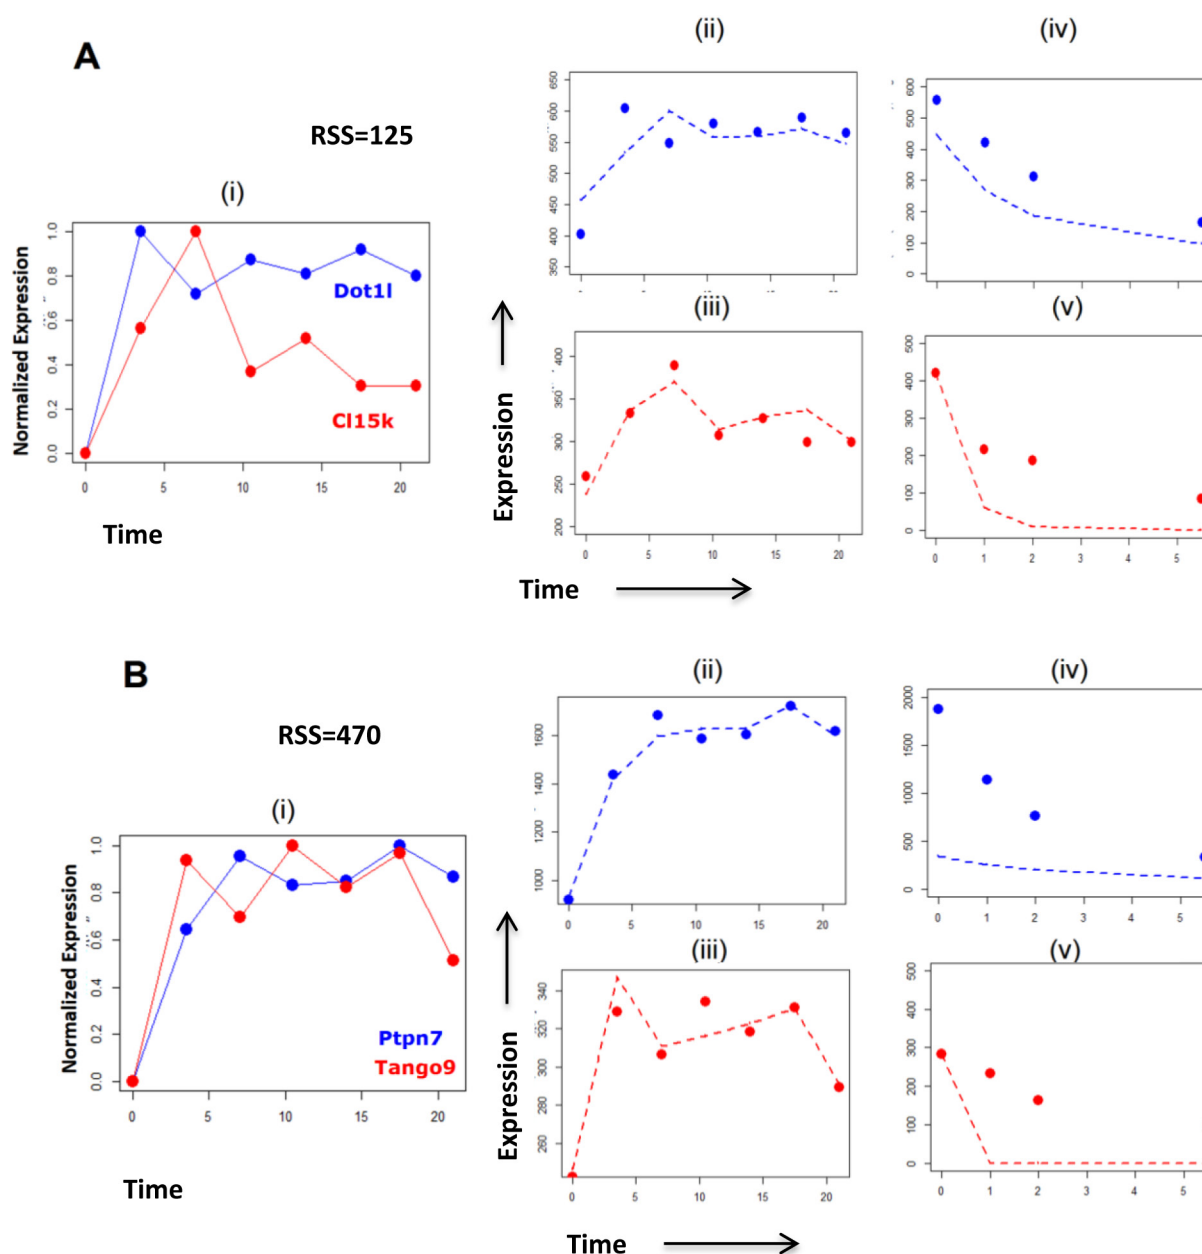 A
RSS=125
(i)
Normalized Expression
1.0
0.8
0.6
0.4
0.2
0.0
0 5 10 15 20
Dot1l
Cl15k
Time
(ii)
650
600
550
500
450
400
350
(iii)
400
350
300
250
200
0 5 10 15 20
(iv)
600
500
400
300
200
100
0
(v)
500
400
300
200
100
0
0 1 2 3 4 5
Expression
Time
B
RSS=470
(i)
Normalized Expression
1.0
0.8
0.6
0.4
0.2
0.0
0 5 10 15 20
Ptpn7
Tango9
Time
(ii)
1600
1400
1200
1000
0 5 10 15 20
(iii)
340
320
300
280
260
0 5 10 15 20
(iv)
2000
1500
1000
500
0
0 1 2 3 4 5
(v)
500
400
300
200
100
0
0 1 2 3 4 5
Expression
Time